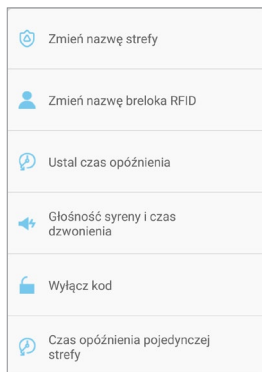 Zmień nazwę strefy
Zmień nazwę breloka RFID
Ustal czas opóźnienia
Głośność syreny i czas
dzwonienia
Wyłącz kod
Czas opóźnienia pojedynczej
strefy